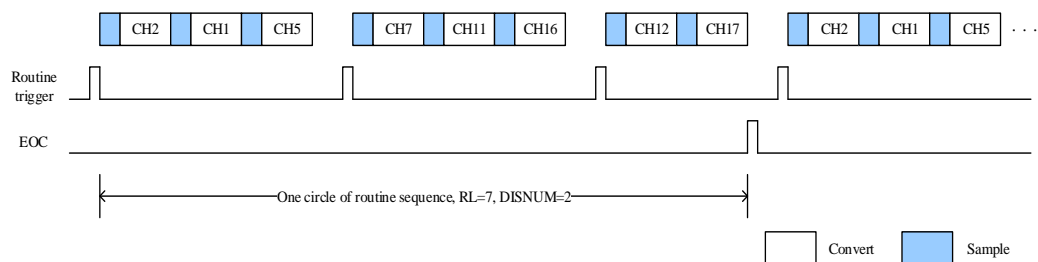 CH2 CH1 CH5 CH7 CH11 CH16 CH12 CH17 CH2 CH1 CH5 . . .
Routine
trigger
EOC
One circle of routine sequence, RL=7, DISNUM=2
Convert Sample